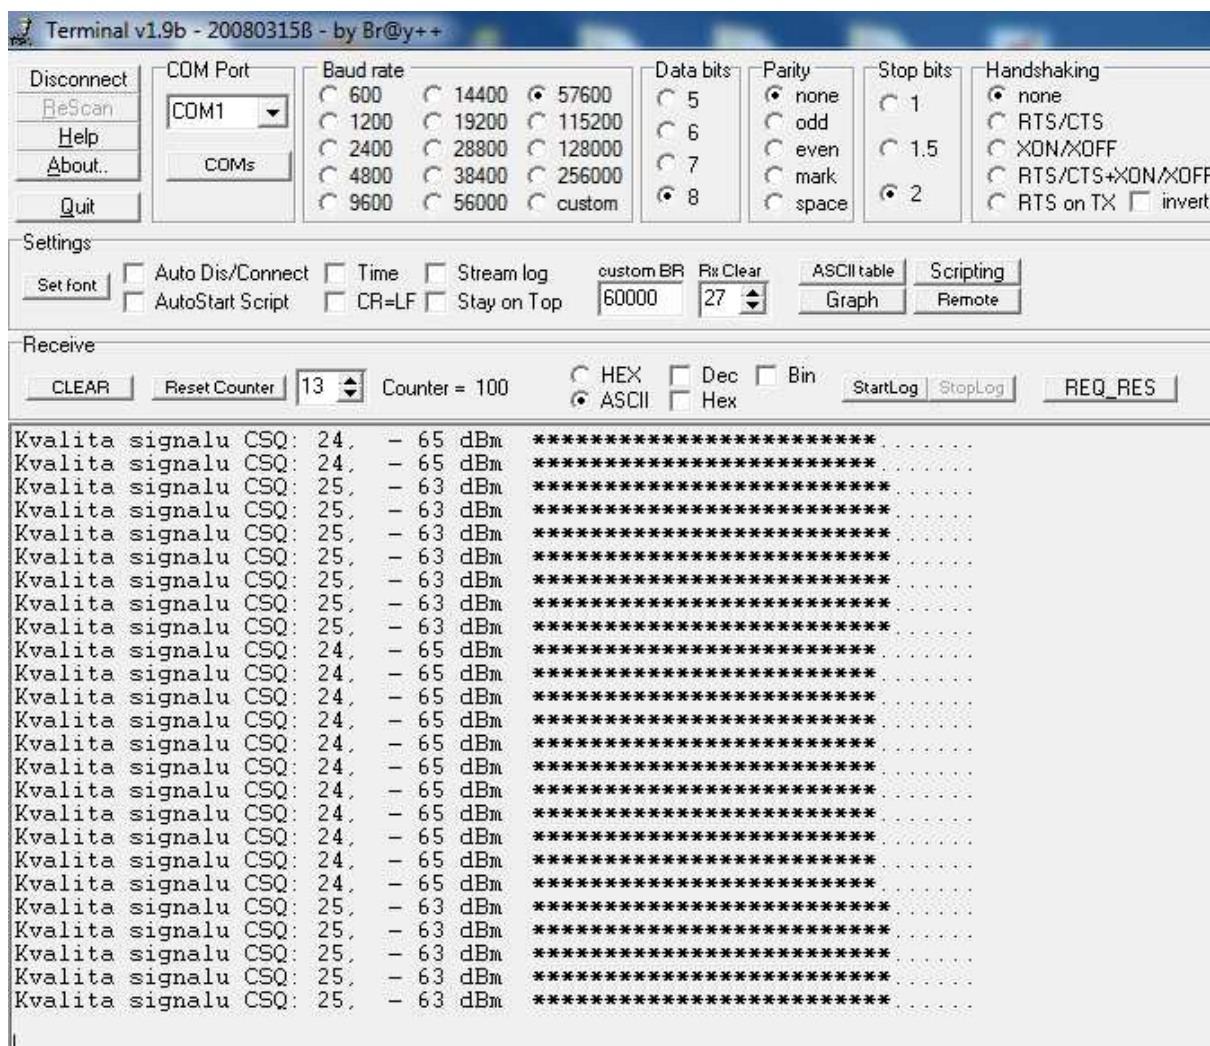 Terminal v1.9b - 20080315ß - by Br@y++
Disconnect
ReScan
Help
About..
Quit
COM Port
COM1
COMs
Baud rate
600 14400 57600
1200 19200 115200
2400 28800 128000
4800 38400 256000
9600 56000 custom
Data bits
5
6
7
8
Parity
none
odd
even
mark
space
Stop bits
1
1.5
2
Handshaking
none
RTS/CTS
XON/XOFF
RTS/CTS+XON/XOFF
RTS on TX invert
Settings
Set font
Auto Dis/Connect Time Stream log
AutoStart Script CR=LF Stay on Top
custom BR Rx Clear
60000 27
ASCII table Scripting
Graph Remote
Receive
CLEAR Reset Counter 13 Counter = 100
HEX Dec Bin
ASCII Hex
StartLog StopLog REQ_RES
Kvalita signalu CSQ: 24, - 65 dBm ************************.......
Kvalita signalu CSQ: 24, - 65 dBm ************************.......
Kvalita signalu CSQ: 25, - 63 dBm *************************......
Kvalita signalu CSQ: 25, - 63 dBm *************************......
Kvalita signalu CSQ: 25, - 63 dBm *************************......
Kvalita signalu CSQ: 25, - 63 dBm *************************......
Kvalita signalu CSQ: 25, - 63 dBm *************************......
Kvalita signalu CSQ: 25, - 63 dBm *************************......
Kvalita signalu CSQ: 25, - 63 dBm *************************......
Kvalita signalu CSQ: 24, - 65 dBm ************************.......
Kvalita signalu CSQ: 24, - 65 dBm ************************.......
Kvalita signalu CSQ: 24, - 65 dBm ************************.......
Kvalita signalu CSQ: 24, - 65 dBm ************************.......
Kvalita signalu CSQ: 24, - 65 dBm ************************.......
Kvalita signalu CSQ: 24, - 65 dBm ************************.......
Kvalita signalu CSQ: 24, - 65 dBm ************************.......
Kvalita signalu CSQ: 24, - 65 dBm ************************.......
Kvalita signalu CSQ: 24, - 65 dBm ************************.......
Kvalita signalu CSQ: 24, - 65 dBm ************************.......
Kvalita signalu CSQ: 24, - 65 dBm ************************.......
Kvalita signalu CSQ: 25, - 63 dBm *************************......
Kvalita signalu CSQ: 25, - 63 dBm *************************......
Kvalita signalu CSQ: 25, - 63 dBm *************************......
Kvalita signalu CSQ: 25, - 63 dBm *************************......
Kvalita signalu CSQ: 25, - 63 dBm *************************......